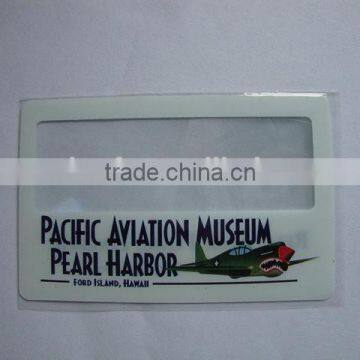 trade.china.cn
PACIFIC AVIATION MUSEUM
PEARL HARBOR
FORD ISLAND, HAWAII